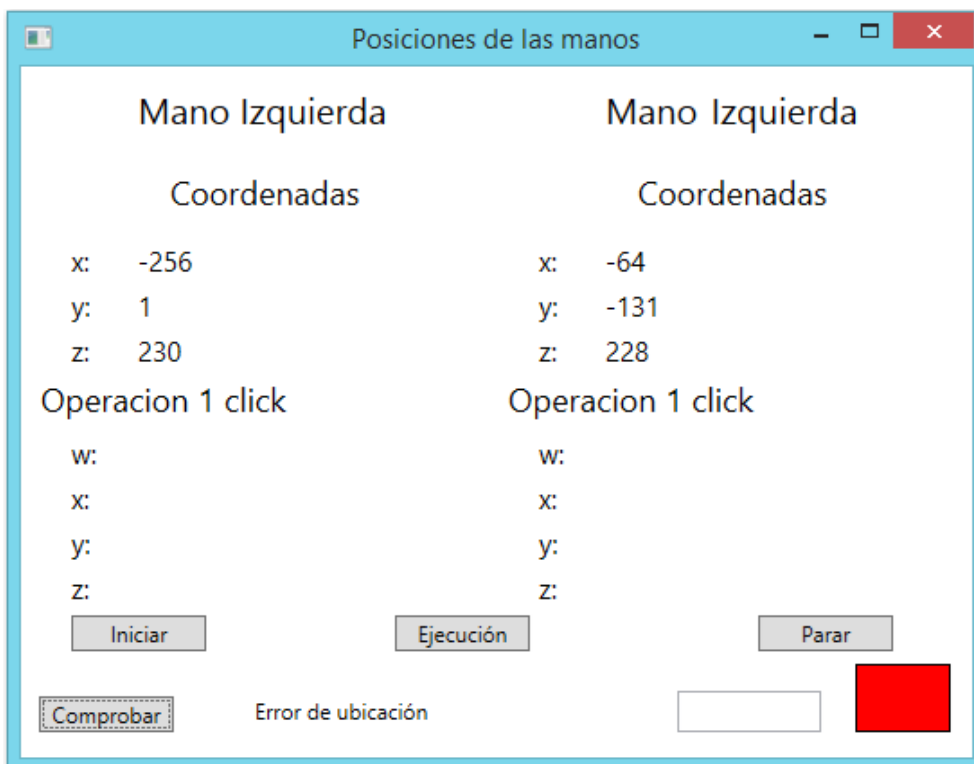 Posiciones de las manos
Mano Izquierda Mano Izquierda
Coordenadas Coordenadas
x: -256 x: -64
y: 1 y: -131
z: 230 z: 228
Operacion 1 click Operacion 1 click
w: w:
x: x:
y: y:
z: z:
Iniciar Ejecución Parar
Comprobar Error de ubicación